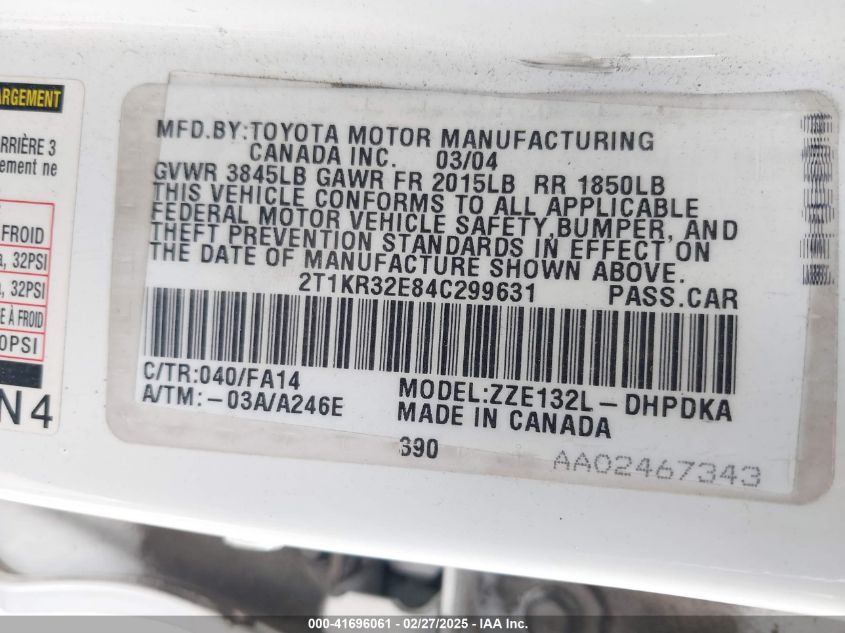 ARGEMENT
ARRIÈRE 3
ement ne
FROID
, 32PSI
, 32PSI
E À FROID
0PSI
N4
MFD.BY:TOYOTA MOTOR MANUFACTURING
CANADA INC. 03/04
GVWR 3845LB GAWR FR 2015LB RR 1850LB
THIS VEHICLE CONFORMS TO ALL APPLICABLE
FEDERAL MOTOR VEHICLE SAFETY,BUMPER, AND
THEFT PREVENTION STANDARDS IN EFFECT ON
THE DATE OF MANUFACTURE SHOWN ABOVE.
2T1KR32E84C299631 PASS.CAR
C/TR:040/FA14
A/TM:-03A/A246E
MODEL:ZZE132L-DHPDKA
MADE IN CANADA
690
AA02467343
000-41696061 / 02/27/2025 / IAA Inc.